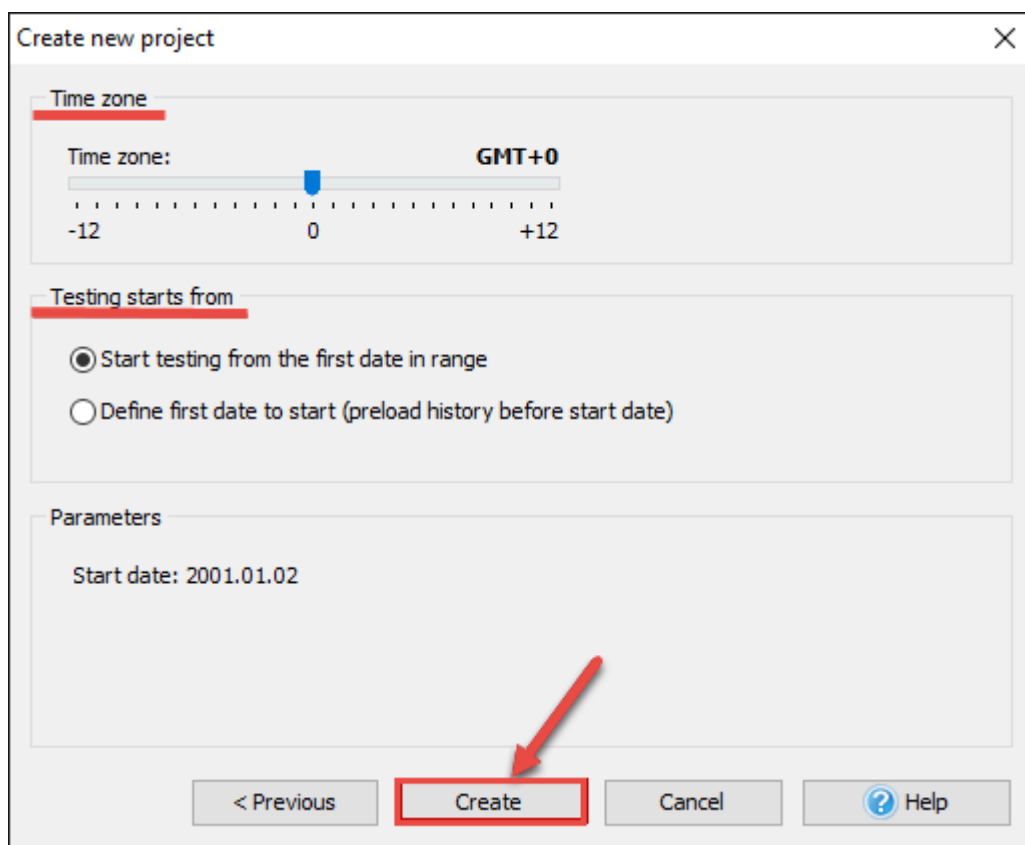 Create new project
Time zone
Time zone: GMT+0
-12 0 +12
Testing starts from
Start testing from the first date in range
Define first date to start (preload history before start date)
Parameters
Start date: 2001.01.02
< Previous Create Cancel ? Help